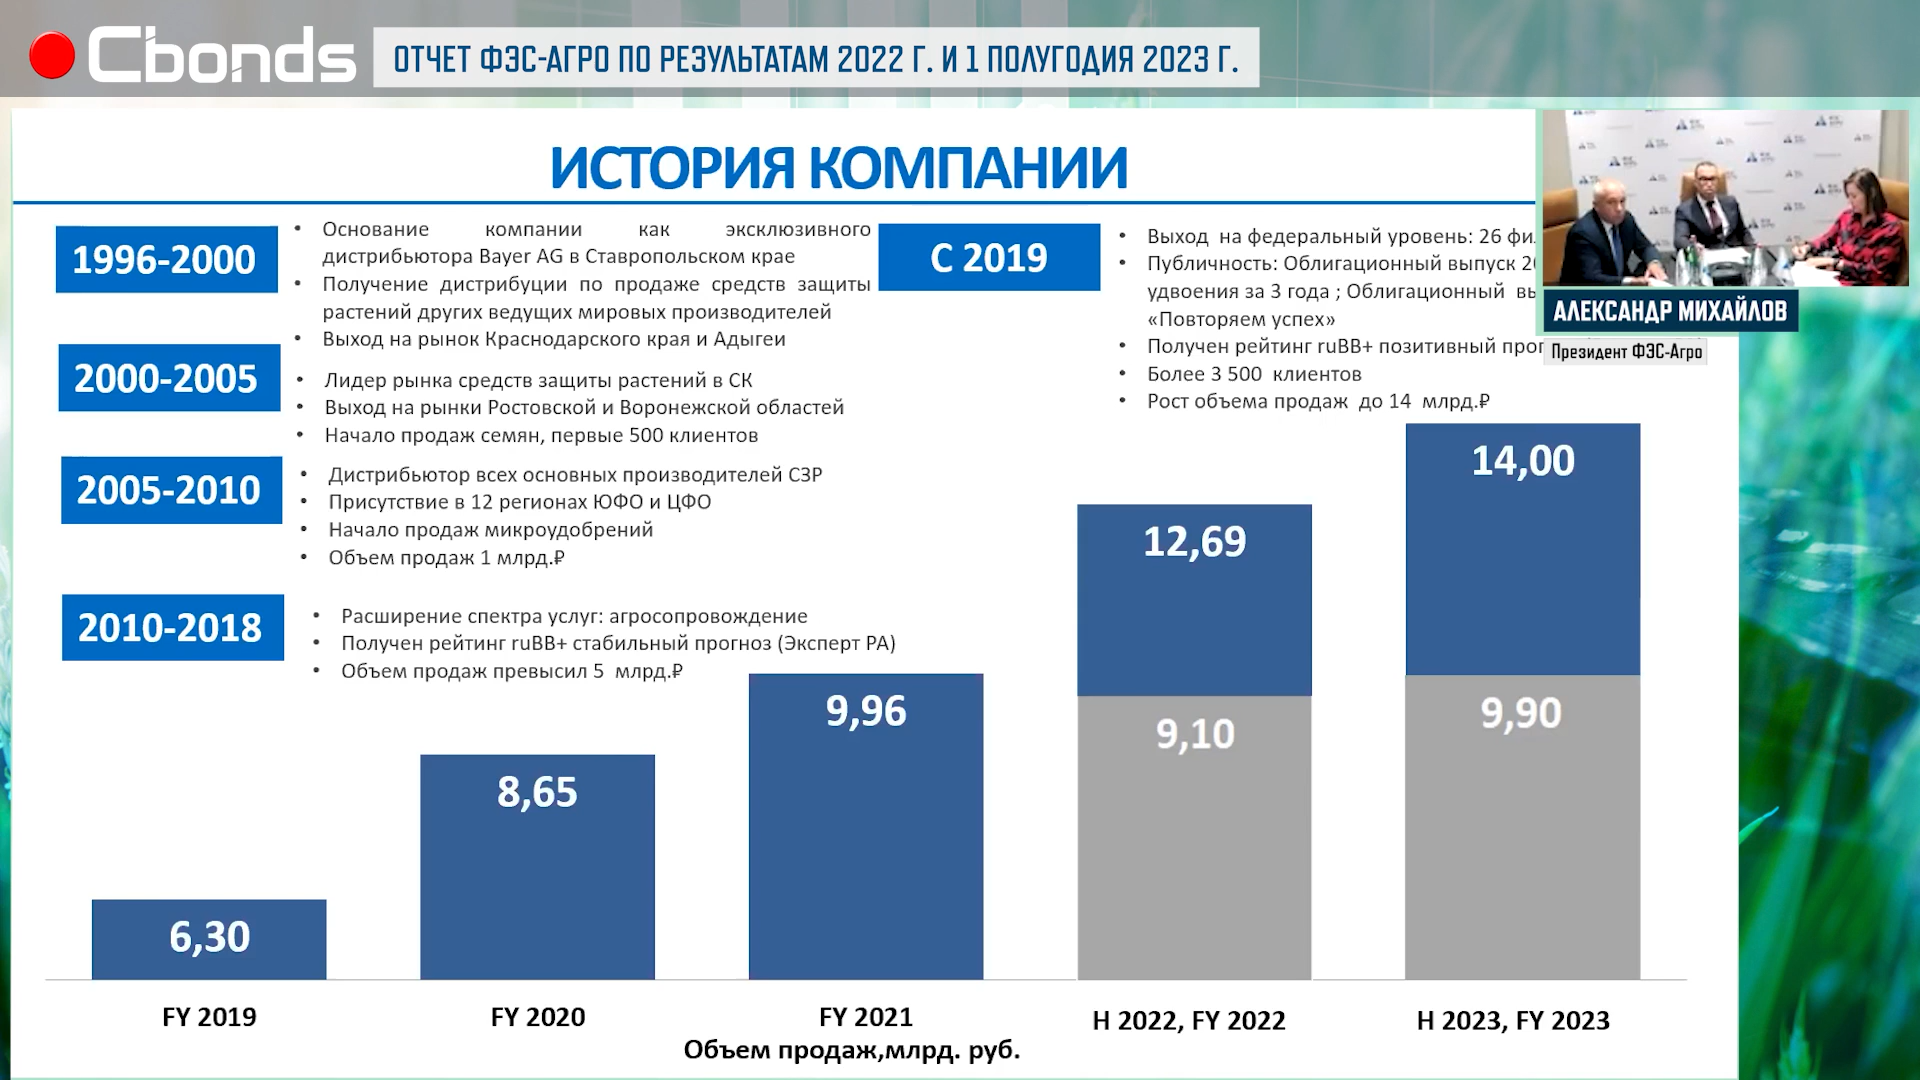 Cbonds
ОТЧЕТ ФЭС-АГРО ПО РЕЗУЛЬТАТАМ 2022 Г. И 1 ПОЛУГОДИЯ 2023 Г.
ИСТОРИЯ КОМПАНИИ
1996-2000
• Основание компании как эксклюзивного
дистрибьютора Bayer AG в Ставропольском крае
• Получение дистрибуции по продаже средств защиты
растений других ведущих мировых производителей
• Выход на рынок Краснодарского края и Адыгеи
2000-2005
• Лидер рынка средств защиты растений в СК
• Выход на рынки Ростовской и Воронежской областей
• Начало продаж семян, первые 500 клиентов
2005-2010
• Дистрибьютор всех основных производителей СЗР
• Присутствие в 12 регионах ЮФО и ЦФО
• Начало продаж микроудобрений
• Объем продаж 1 млрд.₽
2010-2018
• Расширение спектра услуг: агросопровождение
• Получен рейтинг ruBB+ стабильный прогноз (Эксперт РА)
• Объем продаж превысил 5 млрд.₽
С 2019
• Выход на федеральный уровень: 26
• Публичность: Облигационный выпуск
удвоения за 3 года ; Облигационный
«Повторяем успех»
• Получен рейтинг ruBB+ позитивный
• Более 3 500 клиентов
• Рост объема продаж до 14 млрд.₽
АЛЕКСАНДР МИХАЙЛОВ
Президент ФЭС-Агро
6,30
8,65
9,96
12,69
9,10
14,00
9,90
FY 2019
FY 2020
FY 2021
H 2022, FY 2022
H 2023, FY 2023
Объем продаж,млрд. руб.